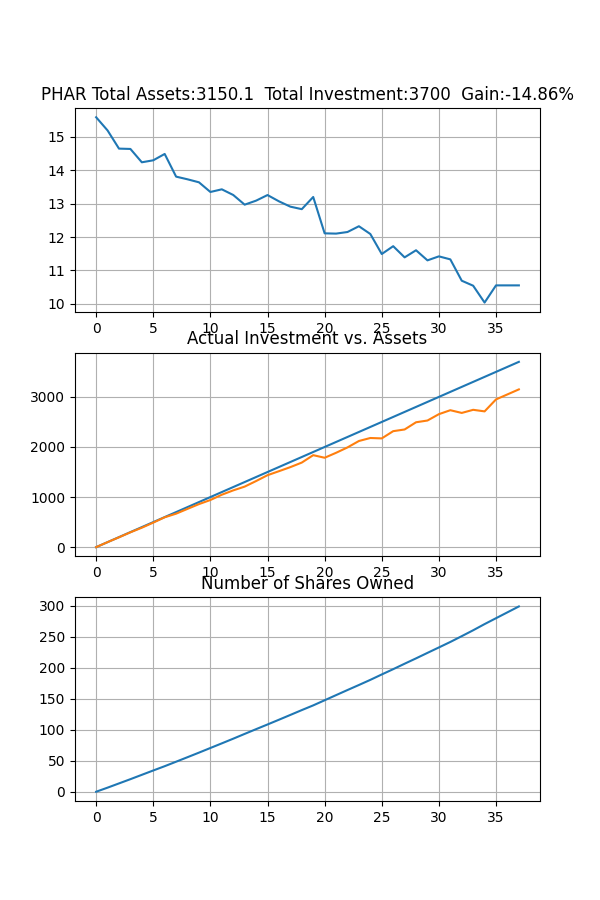 PHAR Total Assets:3150.1  Total Investment:3700  Gain:-14.86%
15
14
13
12
11
10
0 5 10 15 20 25 30 35
Actual Investment vs. Assets
3000
2000
1000
0
0 5 10 15 20 25 30 35
Number of Shares Owned
300
250
200
150
100
50
0
0 5 10 15 20 25 30 35